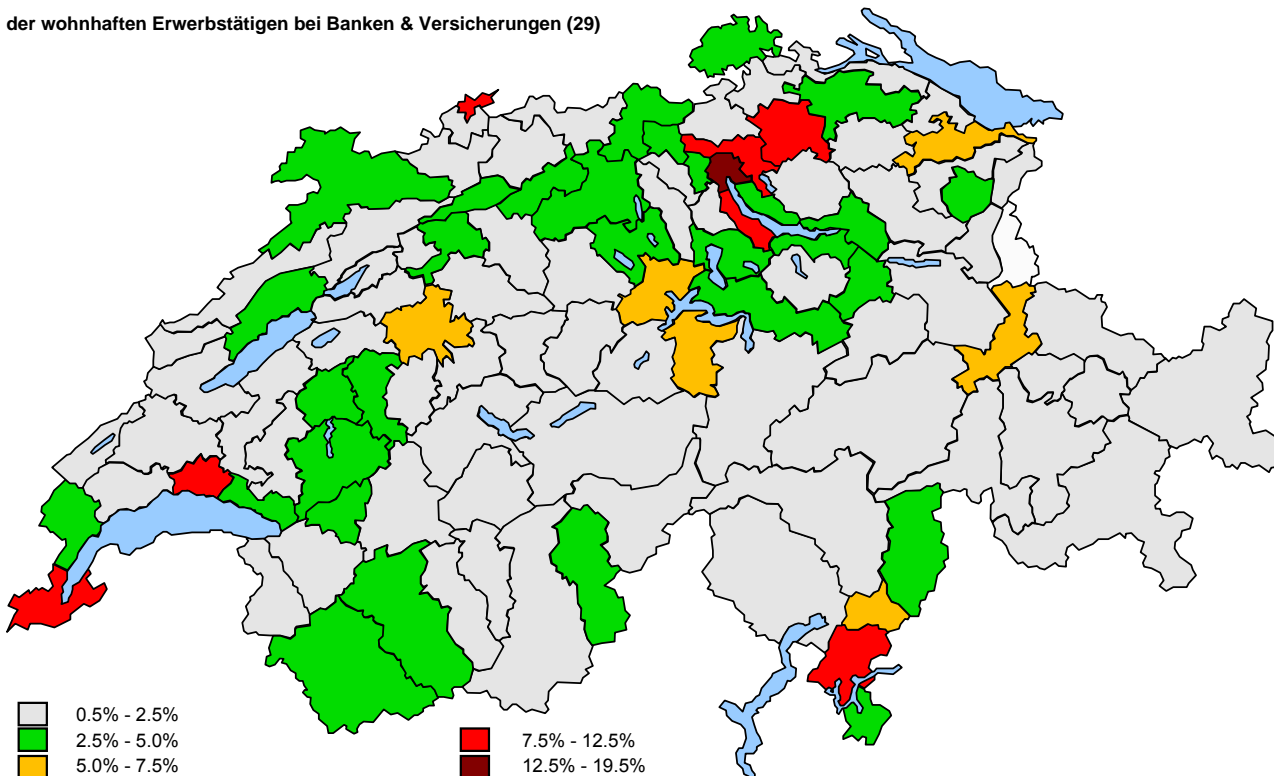 der wohnhaften Erwerbstätigen bei Banken & Versicherungen (29)
0.5% - 2.5%
2.5% - 5.0%
5.0% - 7.5%
7.5% - 12.5%
12.5% - 19.5%